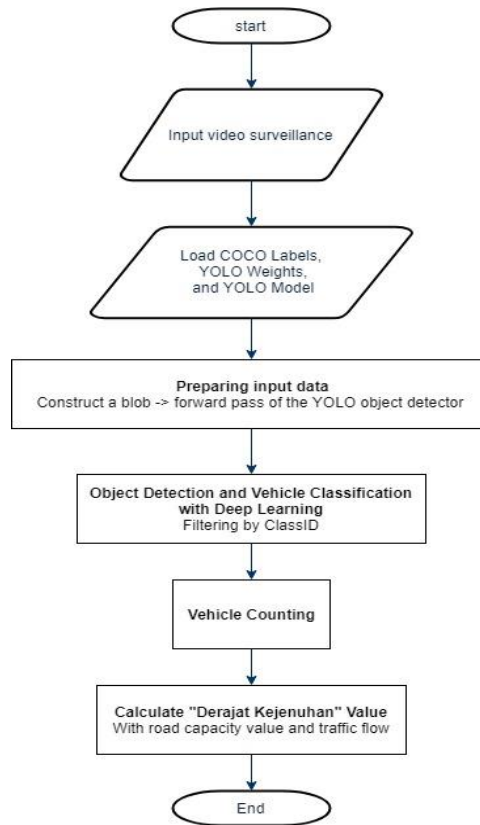 start
Input video surveillance
Load COCO Labels,
YOLO Weights,
and YOLO Model
Preparing input data
Construct a blob -> forward pass of the YOLO object detector
Object Detection and Vehicle Classification
with Deep Learning
Filtering by ClassID
Vehicle Counting
Calculate "Derajat Kejenuhan" Value
With road capacity value and traffic flow
End